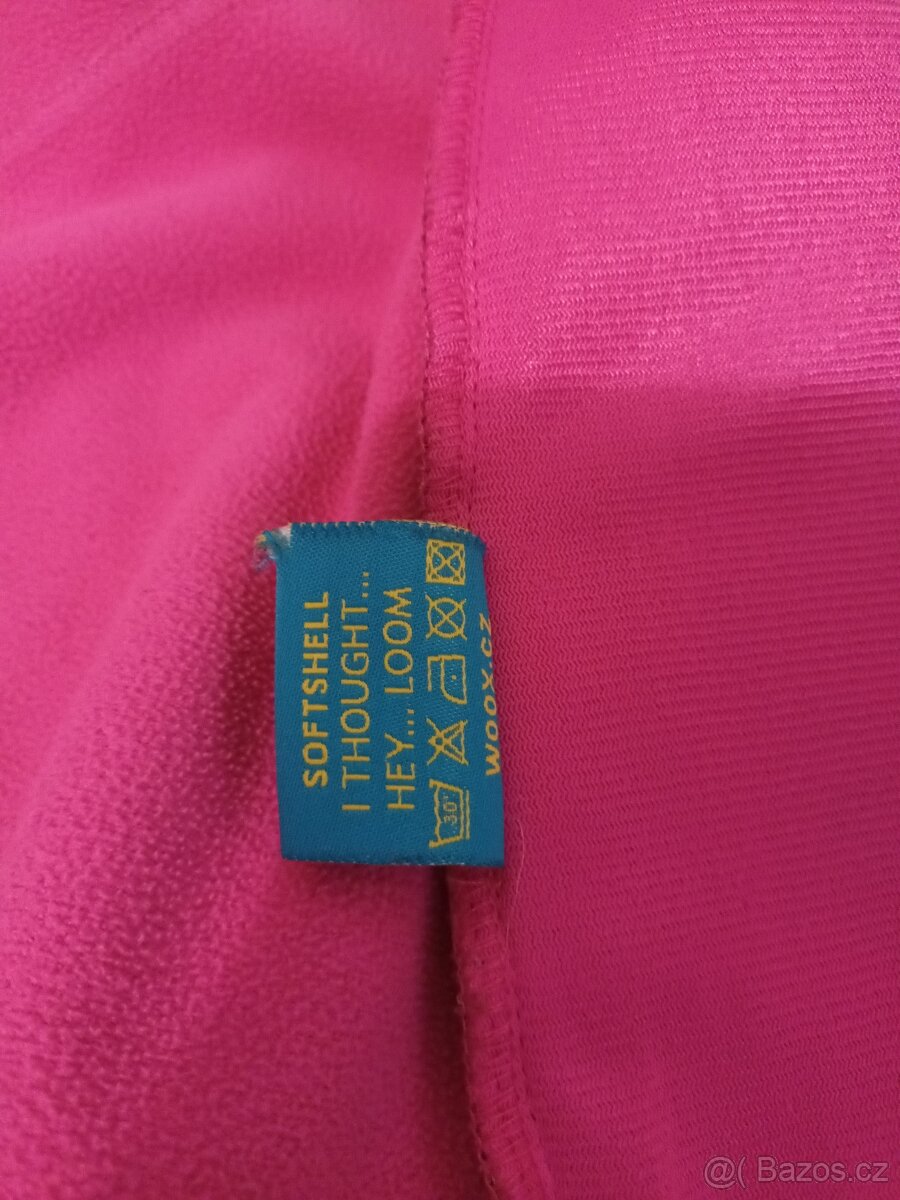 SOFTSHELL
I THOUGHT...
HEY... LOOM
30°
WOOX.CZ
@( Bazos.cz